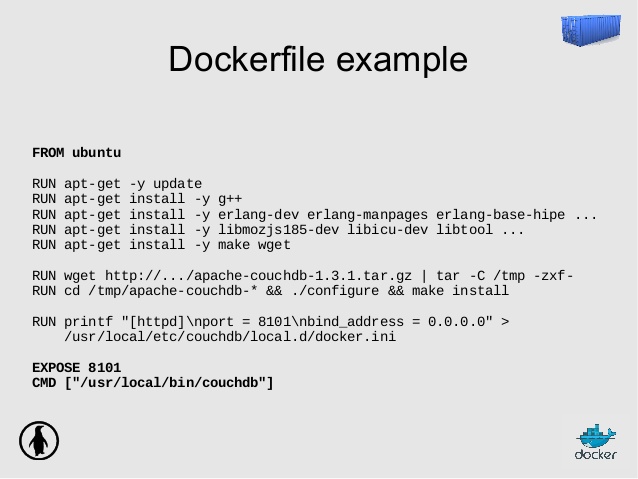 Dockerfile example
FROM ubuntu
RUN apt-get -y update
RUN apt-get install -y g++
RUN apt-get install -y erlang-dev erlang-manpages erlang-base-hipe ...
RUN apt-get install -y libmozjs185-dev libicu-dev libtool ...
RUN apt-get install -y make wget
RUN wget http://.../apache-couchdb-1.3.1.tar.gz | tar -C /tmp -zxf-
RUN cd /tmp/apache-couchdb-* && ./configure && make install
RUN printf "[httpd]\nport = 8101\nbind_address = 0.0.0.0" >
/usr/local/etc/couchdb/local.d/docker.ini
EXPOSE 8101
CMD ["/usr/local/bin/couchdb"]
docker